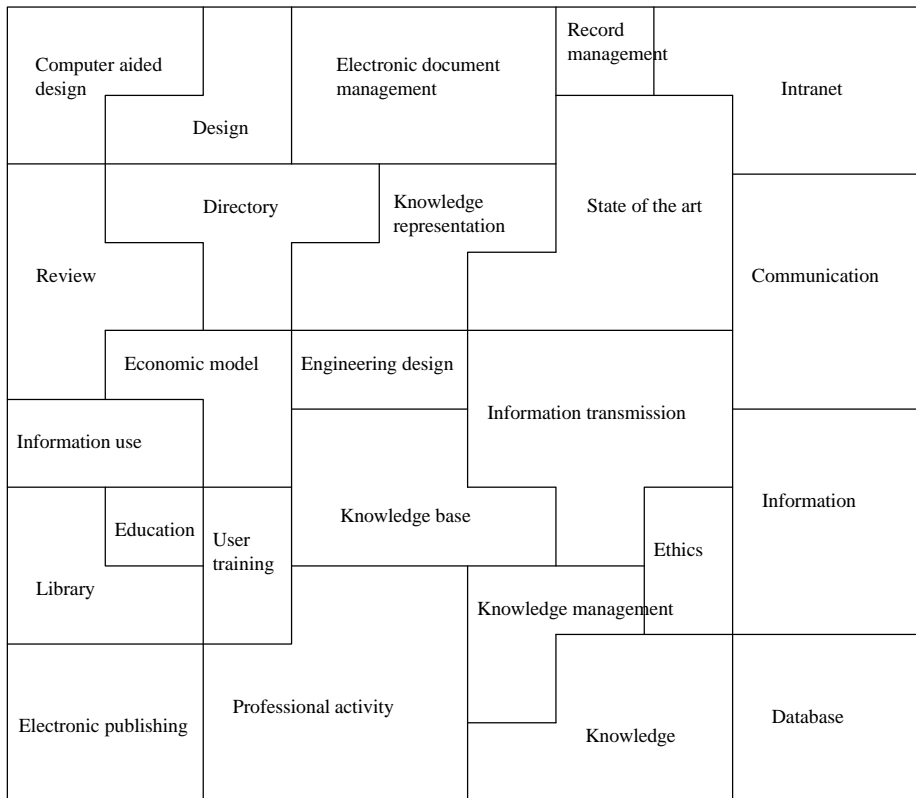 Computer aided
design
Design
Electronic document
management
Record
management
Intranet
Directory
Knowledge
representation
State of the art
Review
Communication
Economic model
Engineering design
Information transmission
Information use
Information
Education
User
training
Knowledge base
Ethics
Library
Knowledge management
Electronic publishing
Professional activity
Knowledge
Database